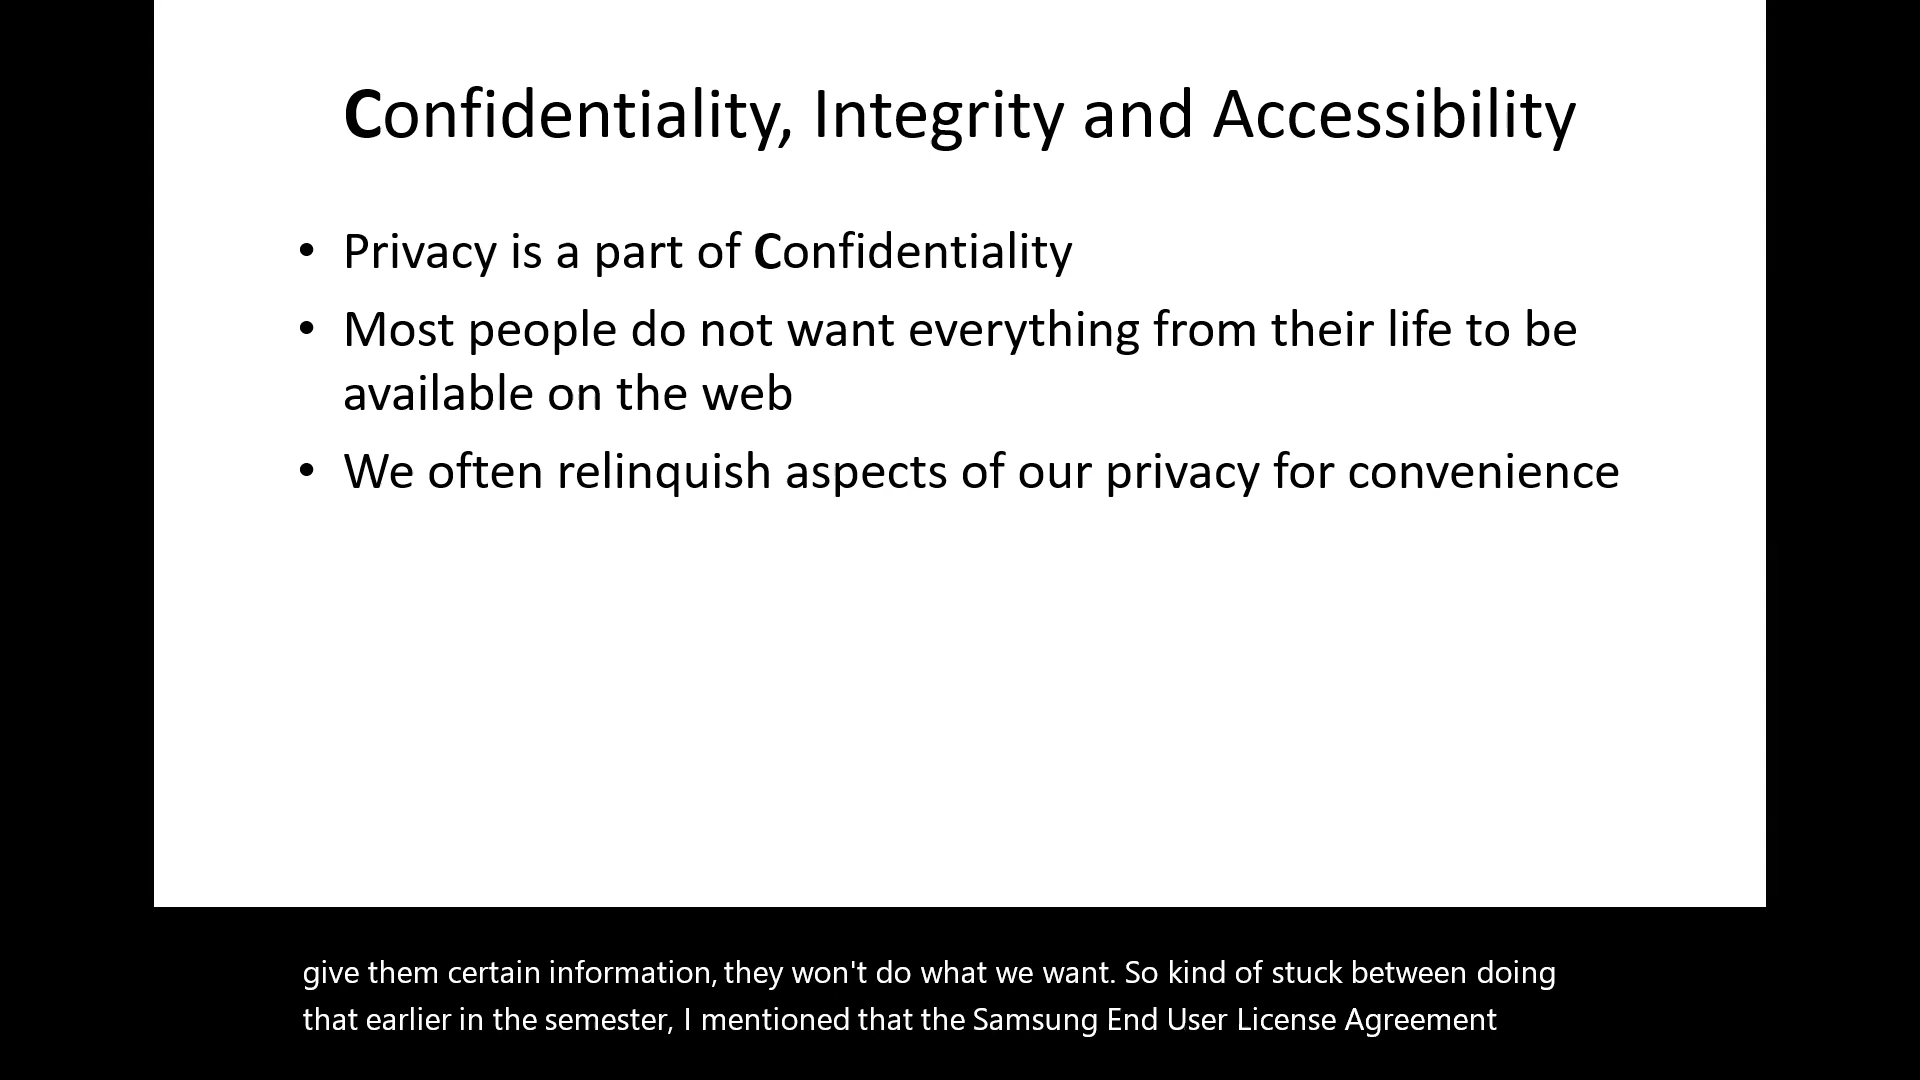 Confidentiality, Integrity and Accessibility
• Privacy is a part of Confidentiality
• Most people do not want everything from their life to be
available on the web
• We often relinquish aspects of our privacy for convenience
give them certain information, they won't do what we want. So kind of stuck between doing
that earlier in the semester, I mentioned that the Samsung End User License Agreement